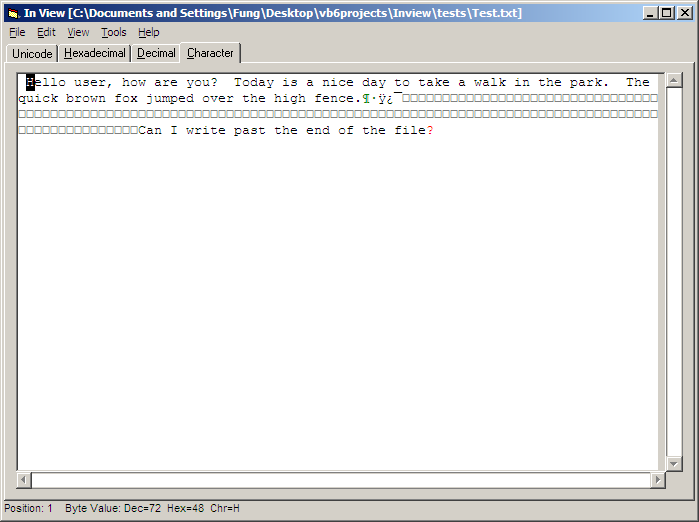 In View [C:\Documents and Settings\Fung\Desktop\vb6projects\Inview\tests\Test.txt]
File Edit View Tools Help
Unicode Hexadecimal Decimal Character
Hello user, how are you?  Today is a nice day to take a walk in the park.  The
quick brown fox jumped over the high fence.¶·ÿ¿¯□□□□□□□□□□□□□□□□□□□□□□□□□□□□□□□□
□□□□□□□□□□□□□□□□□□□□□□□□□□□□□□□□□□□□□□□□□□□□□□□□□□□□□□□□□□□□□□□□□□□□□□□□□□□□□□□□
□□□□□□□□□□□□□□□Can I write past the end of the file?
Position: 1 Byte Value: Dec=72 Hex=48 Chr=H